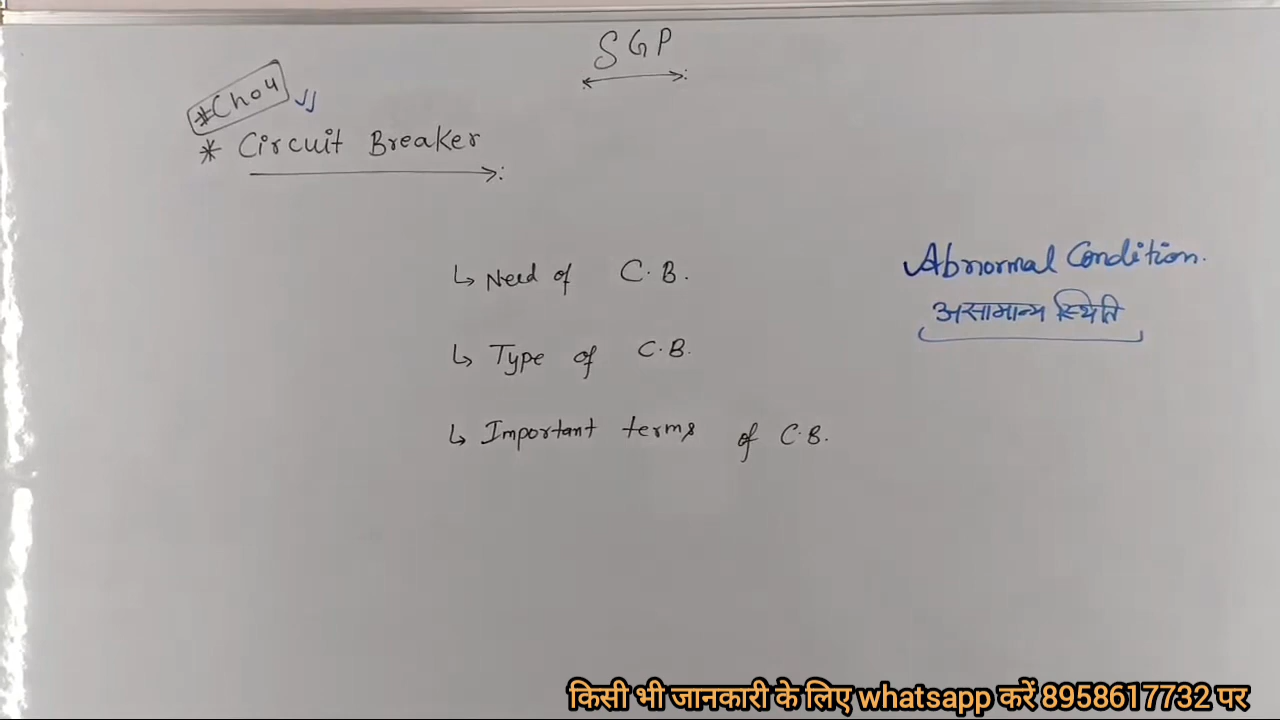 SGP
*Ch04
* Circuit Breaker
↳ Need of C.B.
↳ Type of C.B.
↳ Important terms of C.B.
Abnormal Condition.
असामान्य स्थिति
किसी भी जानकारी के लिए whatsapp करें 8958617732 पर